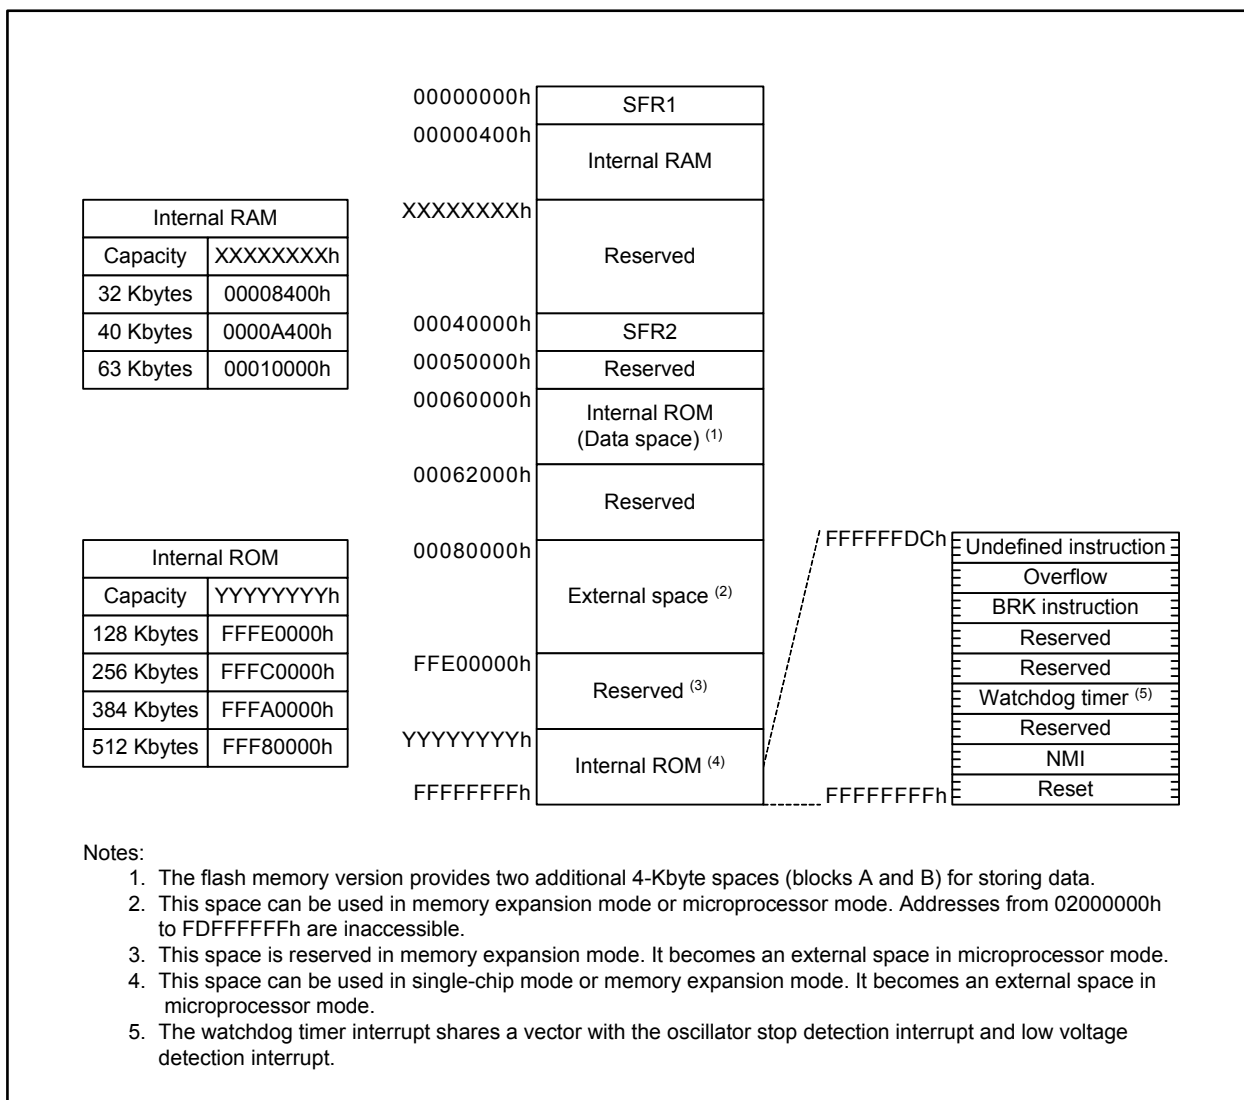 00000000h
SFR1
00000400h
Internal RAM
XXXXXXXXh
Reserved
00040000h
SFR2
00050000h
Reserved
00060000h
Internal ROM
(Data space) (1)
00062000h
Reserved
00080000h
External space (2)
FFE00000h
Reserved (3)
YYYYYYYYh
Internal ROM (4)
FFFFFFFFh
Internal RAM
Capacity XXXXXXXXh
32 Kbytes 00008400h
40 Kbytes 0000A400h
63 Kbytes 00010000h
Internal ROM
Capacity YYYYYYYYh
128 Kbytes FFFE0000h
256 Kbytes FFFC0000h
384 Kbytes FFFA0000h
512 Kbytes FFF80000h
FFFFFFDCh
Undefined instruction
Overflow
BRK instruction
Reserved
Reserved
Watchdog timer (5)
Reserved
NMI
Reset
FFFFFFFFh
Notes:
1. The flash memory version provides two additional 4-Kbyte spaces (blocks A and B) for storing data.
2. This space can be used in memory expansion mode or microprocessor mode. Addresses from 02000000h
to FDFFFFFFh are inaccessible.
3. This space is reserved in memory expansion mode. It becomes an external space in microprocessor mode.
4. This space can be used in single-chip mode or memory expansion mode. It becomes an external space in
microprocessor mode.
5. The watchdog timer interrupt shares a vector with the oscillator stop detection interrupt and low voltage
detection interrupt.